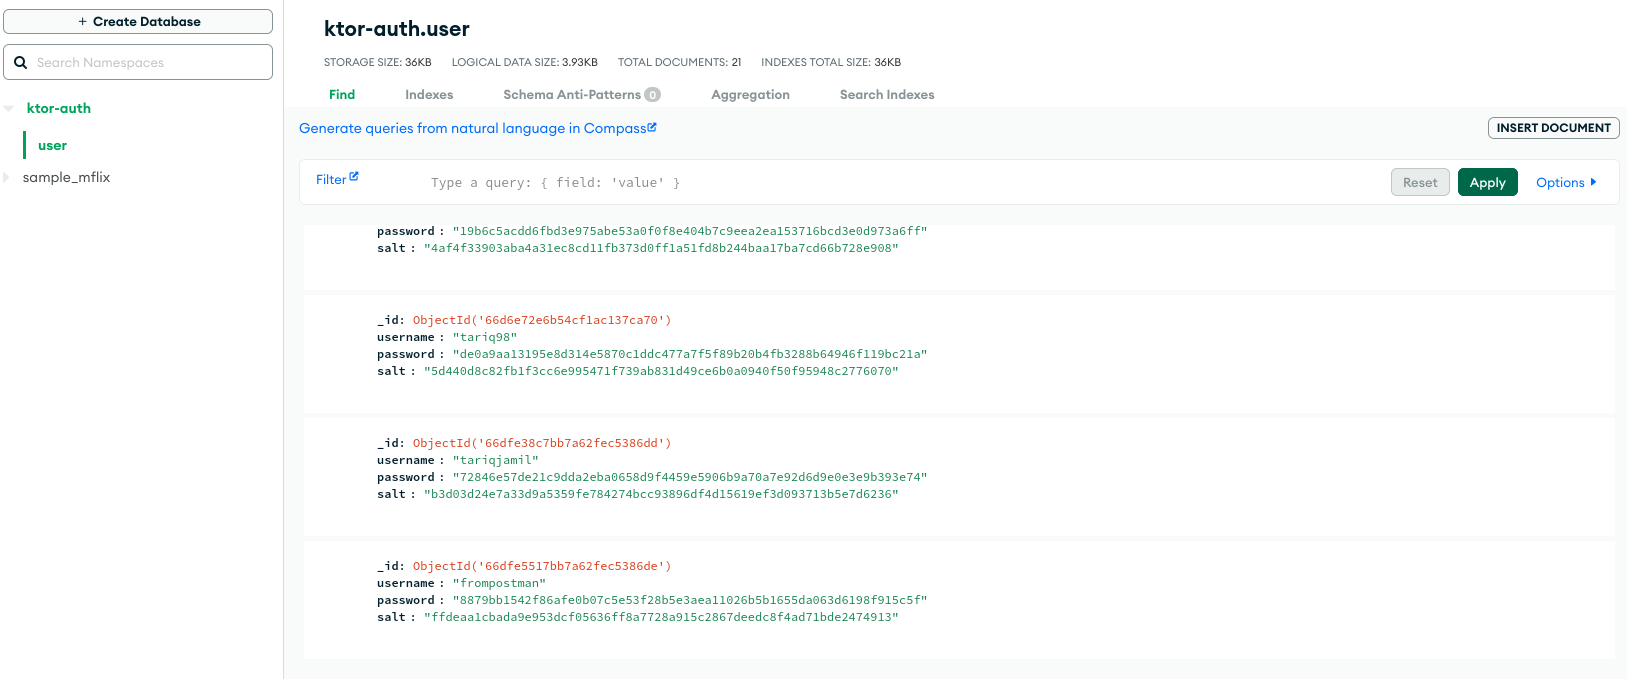 + Create Database
Search Namespaces
ktor-auth
user
sample_mflix
ktor-auth.user
STORAGE SIZE: 36KB LOGICAL DATA SIZE: 3.93KB TOTAL DOCUMENTS: 21 INDEXES TOTAL SIZE: 36KB
Find Indexes Schema Anti-Patterns 0 Aggregation Search Indexes
Generate queries from natural language in Compass
INSERT DOCUMENT
Filter Type a query: { field: 'value' } Reset Apply Options
password : "19b6c5acdd6fbd3e975abe53a0f0f8e404b7c9eea2ea153716bcd3e0d973a6ff"
salt : "4af4f33903aba4a31ec8cd11fb373d0ff1a51fd8b244baa17ba7cd66b728e908"
_id: ObjectId('66d6e72e6b54cf1ac137ca70')
username : "tariq98"
password : "de0a9aa13195e8d314e5870c1ddc477a7f5f89b20b4fb3288b64946f119bc21a"
salt : "5d440d8c82fb1f3cc6e995471f739ab831d49ce6b0a0940f50f95948c2776070"
_id: ObjectId('66dfe38c7bb7a62fec5386dd')
username : "tariqjamil"
password : "72846e57de21c9dda2eba0658d9f4459e5906b9a70a7e92d6d9e0e3e9b393e74"
salt : "b3d03d24e7a33d9a5359fe784274bcc93896df4d15619ef3d093713b5e7d6236"
_id: ObjectId('66dfe5517bb7a62fec5386de')
username : "frompostman"
password : "8879bb1542f86afe0b07c5e53f28b5e3aea11026b5b1655da063d6198f915c5f"
salt : "ffdeaa1cbada9e953dcf05636ff8a7728a915c2867deedc8f4ad71bde2474913"